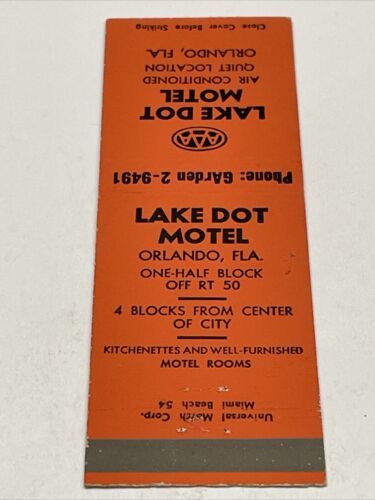 Close Cover Before Striking
ORLANDO, FLA.
QUIET LOCATION
AIR CONDITIONED
LAKE DOT
MOTEL
AAA
Phone: GArden 2-9491
LAKE DOT
MOTEL
ORLANDO, FLA.
ONE-HALF BLOCK
OFF RT 50
4 BLOCKS FROM CENTER
OF CITY
KITCHENETTES AND WELL-FURNISHED
MOTEL ROOMS
Universal Match Corp.
Miami Beach 54